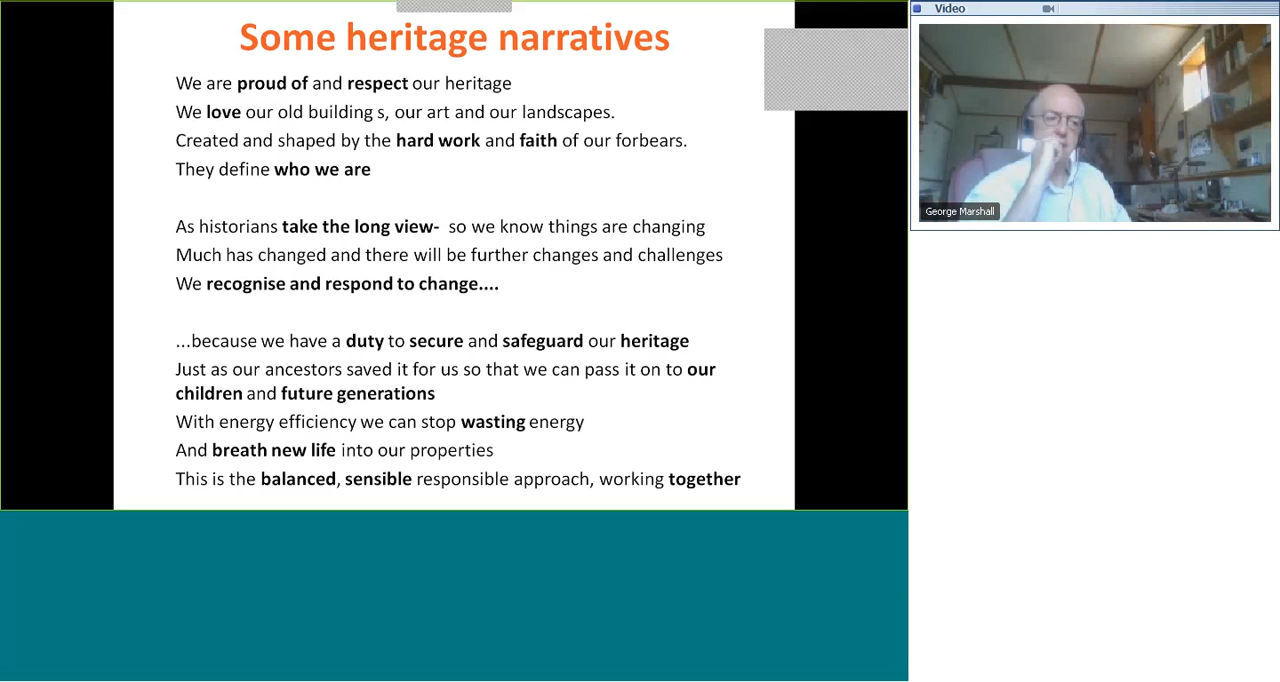 Some heritage narratives
We are proud of and respect our heritage
We love our old building s, our art and our landscapes.
Created and shaped by the hard work and faith of our forbears.
They define who we are
As historians take the long view-  so we know things are changing
Much has changed and there will be further changes and challenges
We recognise and respond to change....
...because we have a duty to secure and safeguard our heritage
Just as our ancestors saved it for us so that we can pass it on to our
children and future generations
With energy efficiency we can stop wasting energy
And breath new life into our properties
This is the balanced, sensible responsible approach, working together
Video
George Marshall